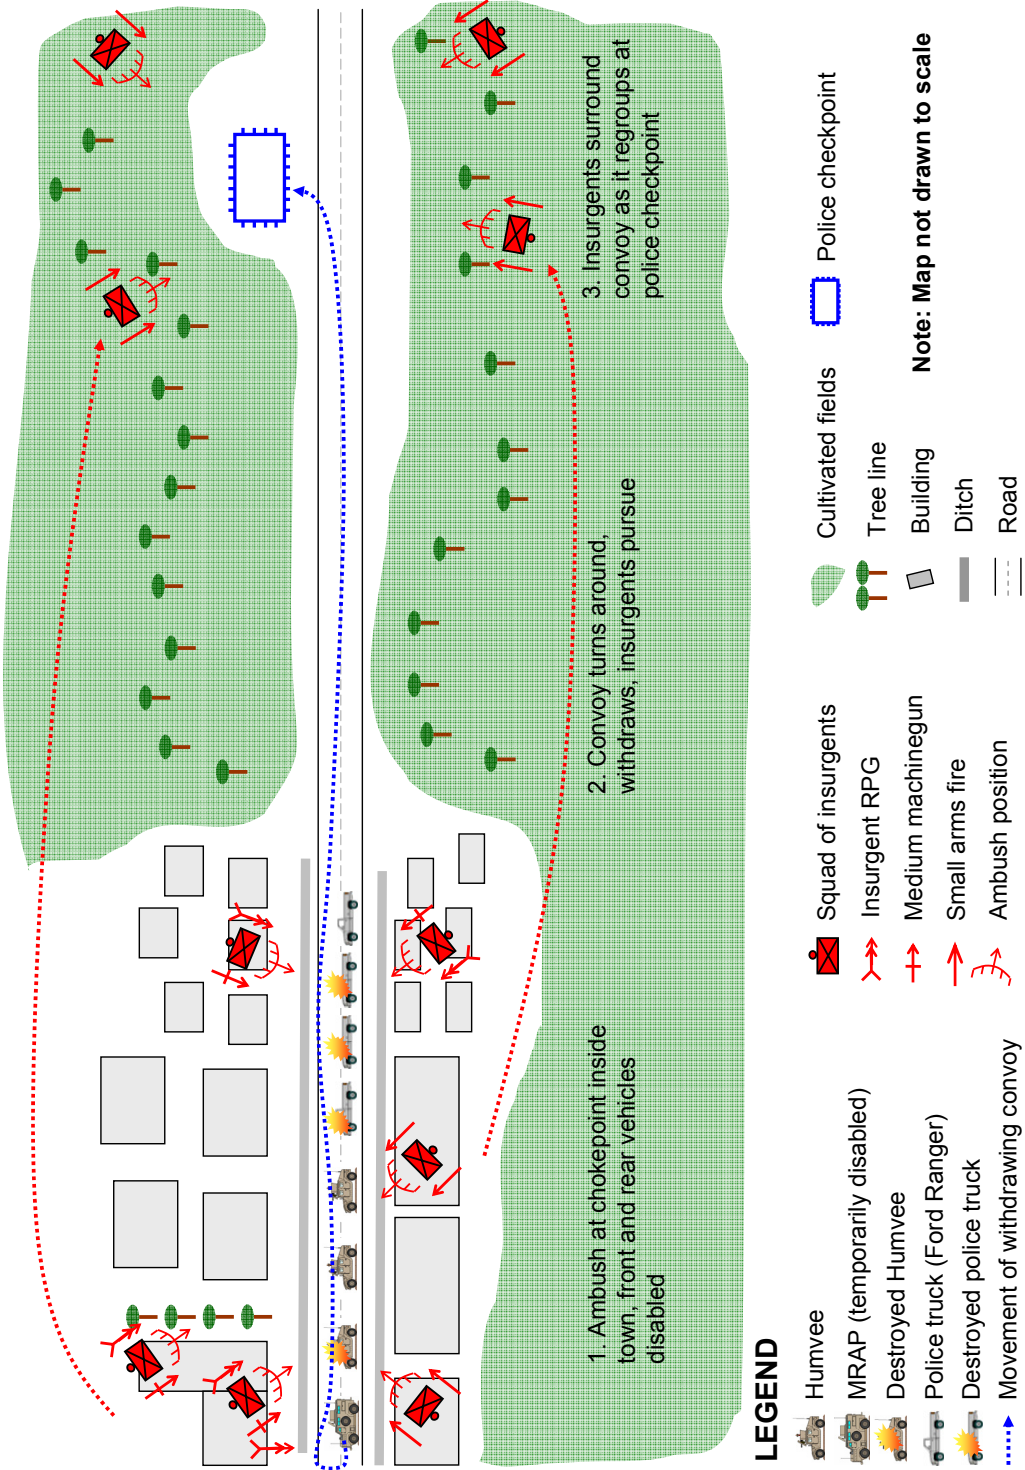 1. Ambush at chokepoint inside
town, front and rear vehicles
disabled
2. Convoy turns around,
withdraws, insurgents pursue
3. Insurgents surround
convoy as it regroups at
police checkpoint
LEGEND
Humvee
MRAP (temporarily disabled)
Destroyed Humvee
Police truck (Ford Ranger)
Destroyed police truck
Movement of withdrawing convoy
Squad of insurgents
Insurgent RPG
Medium machinegun
Small arms fire
Ambush position
Cultivated fields
Tree line
Building
Ditch
Road
Police checkpoint
Note: Map not drawn to scale